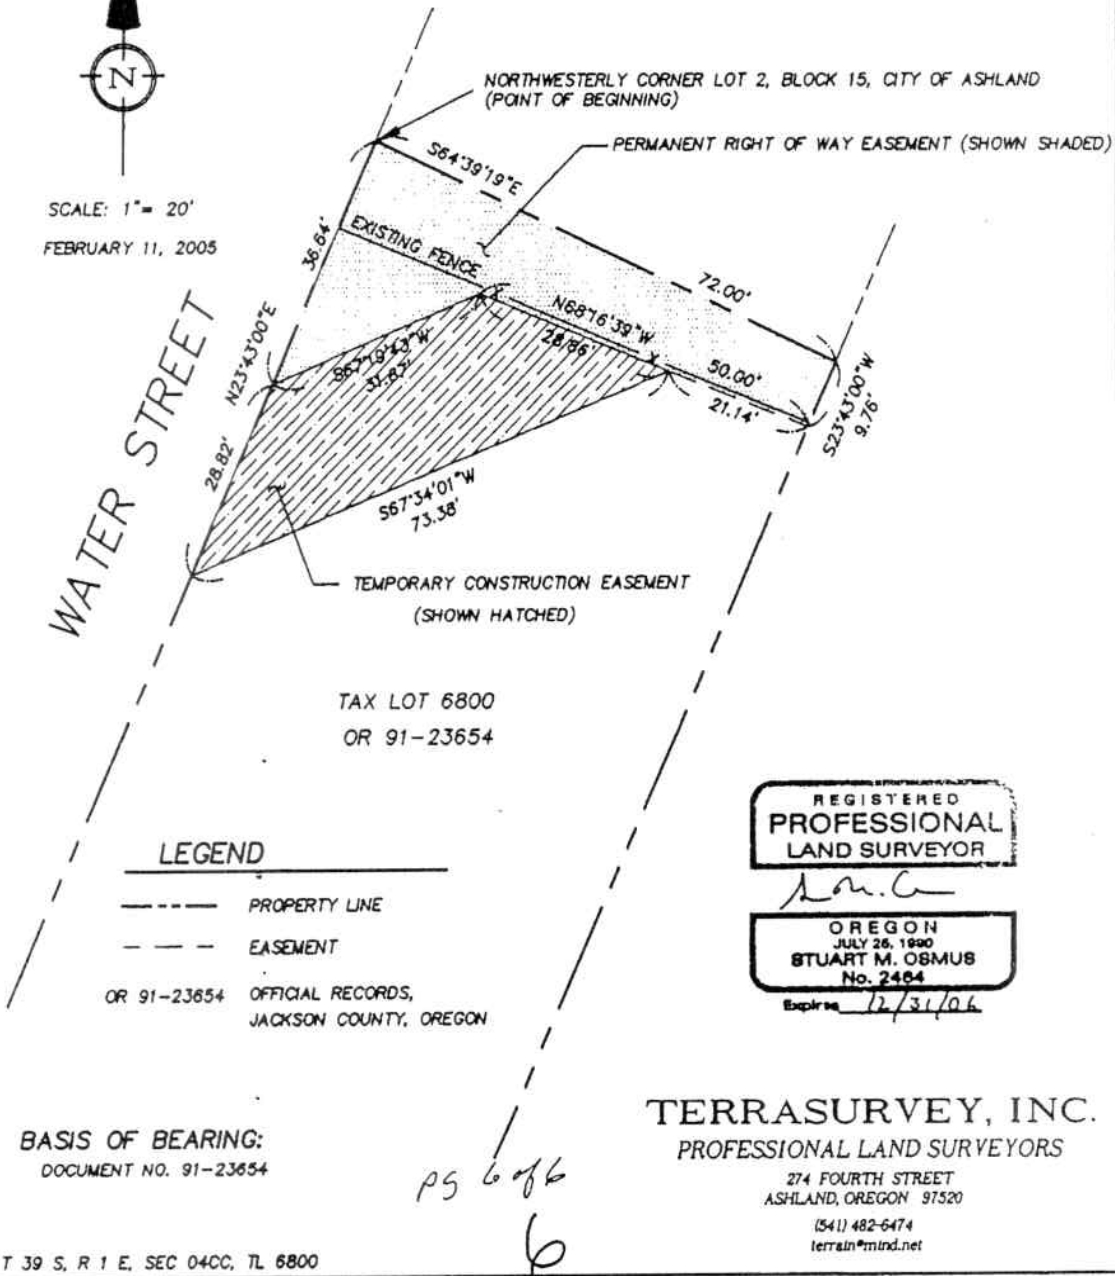 N
SCALE: 1"= 20'
FEBRUARY 11, 2005
NORTHWESTERLY CORNER LOT 2, BLOCK 15, CITY OF ASHLAND
(POINT OF BEGINNING)
PERMANENT RIGHT OF WAY EASEMENT (SHOWN SHADED)
S64°39'19"E
72.00'
36.64'
EXISTING FENCE
X
N68°16'39"W
28.86'
X
50.00'
21.14'
S23°43'00"W
9.76'
N23°43'00"E
S67°19'43"W
31.87'
28.82'
S67°34'01"W
73.38'
WATER STREET
TEMPORARY CONSTRUCTION EASEMENT
(SHOWN HATCHED)
TAX LOT 6800
OR 91-23654
LEGEND
PROPERTY LINE
EASEMENT
OR 91-23654 OFFICIAL RECORDS,
JACKSON COUNTY, OREGON
REGISTERED
PROFESSIONAL
LAND SURVEYOR
OREGON
JULY 26, 1990
STUART M. OSMUS
No. 2464
Expires 12/31/06
BASIS OF BEARING:
DOCUMENT NO. 91-23654
TERRASURVEY, INC.
PROFESSIONAL LAND SURVEYORS
274 FOURTH STREET
ASHLAND, OREGON 97520
(541) 482-6474
terrain@mind.net
pg 6 of 6
6
T 39 S, R 1 E, SEC 04CC, TL 6800